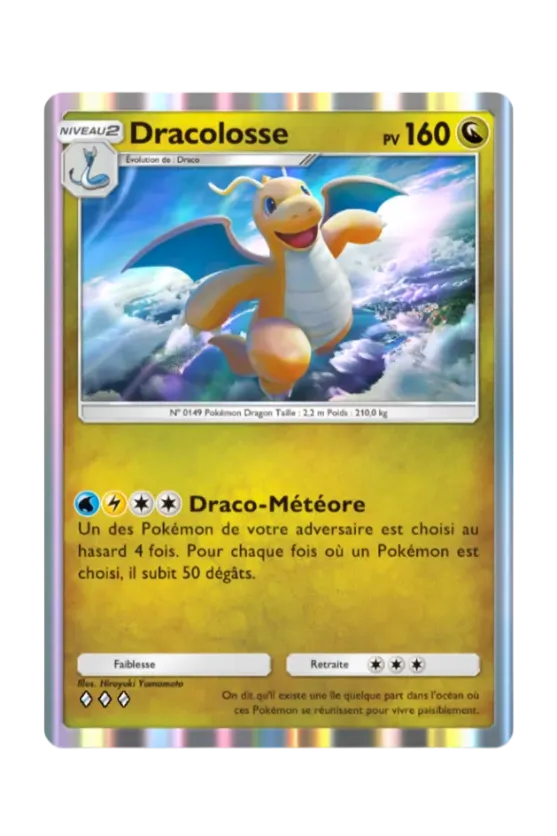 NIVEAU2 Dracolosse PV 160
Évolution de : Draco
N° 0149 Pokémon Dragon Taille : 2,2 m Poids : 210,0 kg
Draco-Météore
Un des Pokémon de votre adversaire est choisi au
hasard 4 fois. Pour chaque fois où un Pokémon est
choisi, il subit 50 dégâts.
Faiblesse Retraite
Illus. Hiroyuki Yamamoto
On dit qu'il existe une île quelque part dans l'océan où
ces Pokémon se réunissent pour vivre paisiblement.